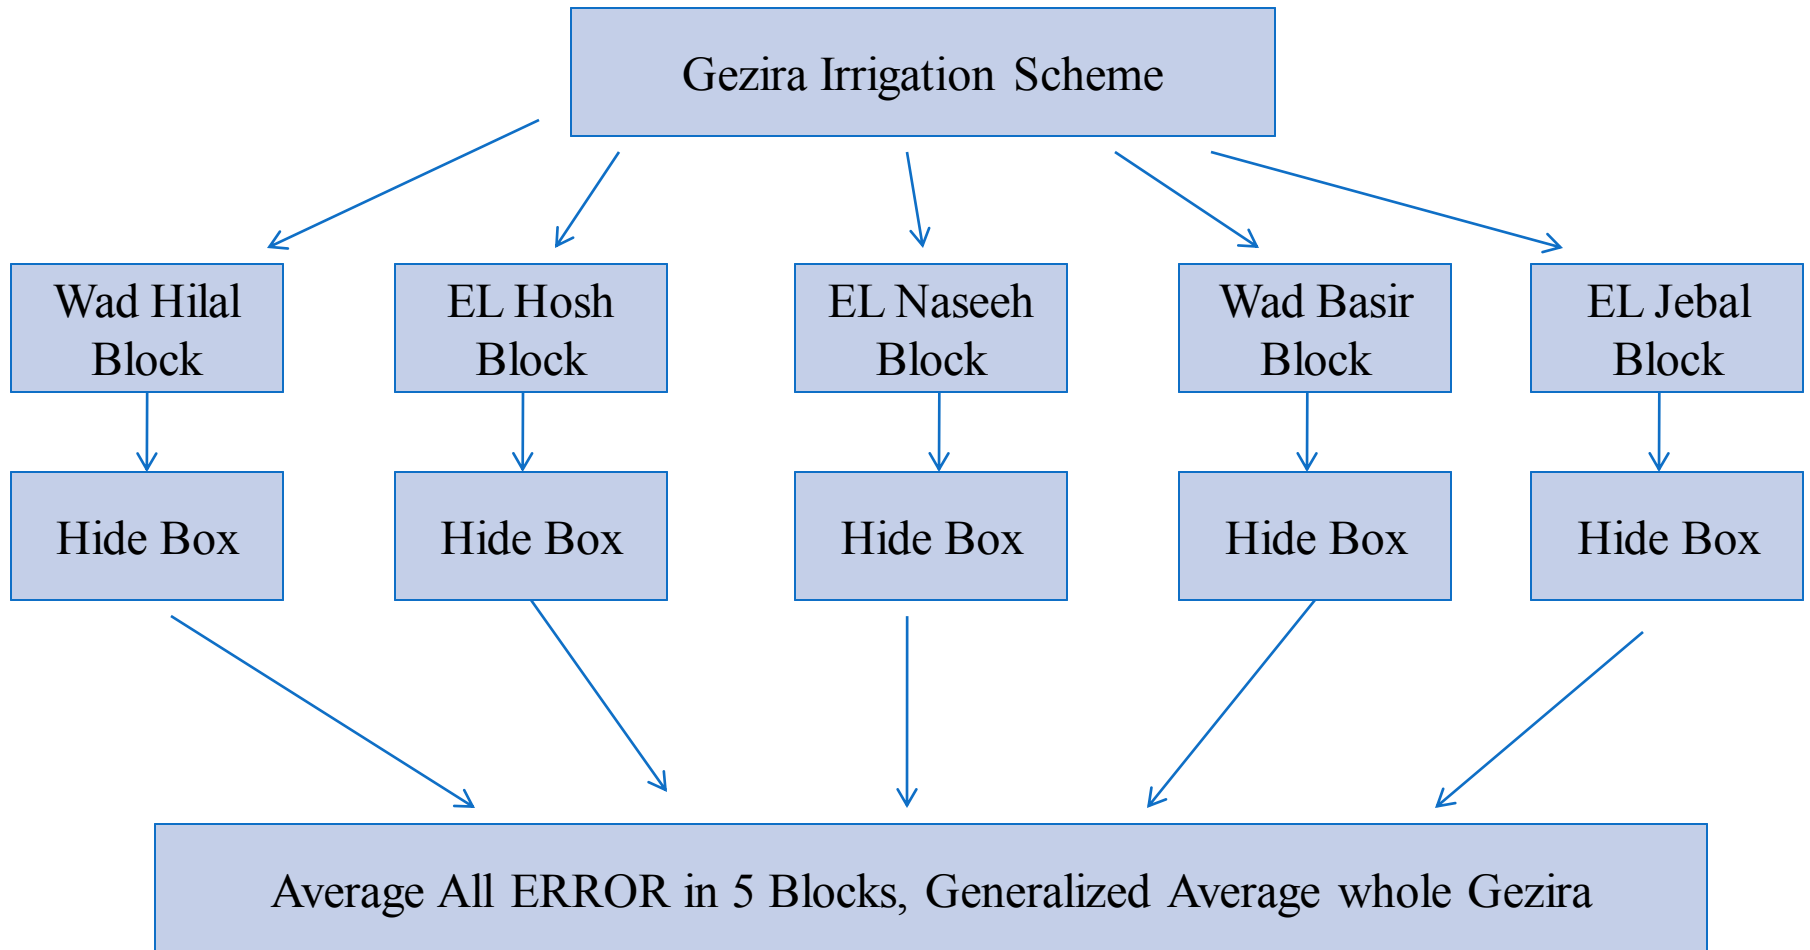 Gezira Irrigation Scheme
Wad Hilal
Block
EL Hosh
Block
EL Naseeh
Block
Wad Basir
Block
EL Jebal
Block
Hide Box
Hide Box
Hide Box
Hide Box
Hide Box
Average All ERROR in 5 Blocks, Generalized Average whole Gezira